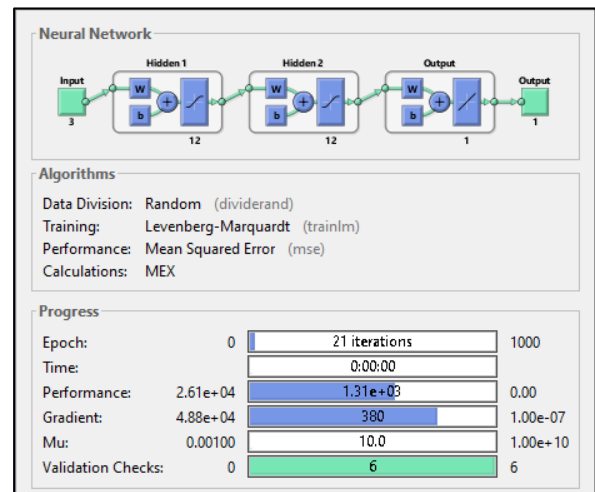 Neural Network
Hidden 1 Hidden 2 Output
Input Output
W W W
b b b
3 1
12 12 1
Algorithms
Data Division: Random (dividerand)
Training: Levenberg-Marquardt (trainlm)
Performance: Mean Squared Error (mse)
Calculations: MEX
Progress
Epoch: 0 21 iterations 1000
Time: 0:00:00
Performance: 2.61e+04 1.31e+03 0.00
Gradient: 4.88e+04 380 1.00e-07
Mu: 0.00100 10.0 1.00e+10
Validation Checks: 0 6 6